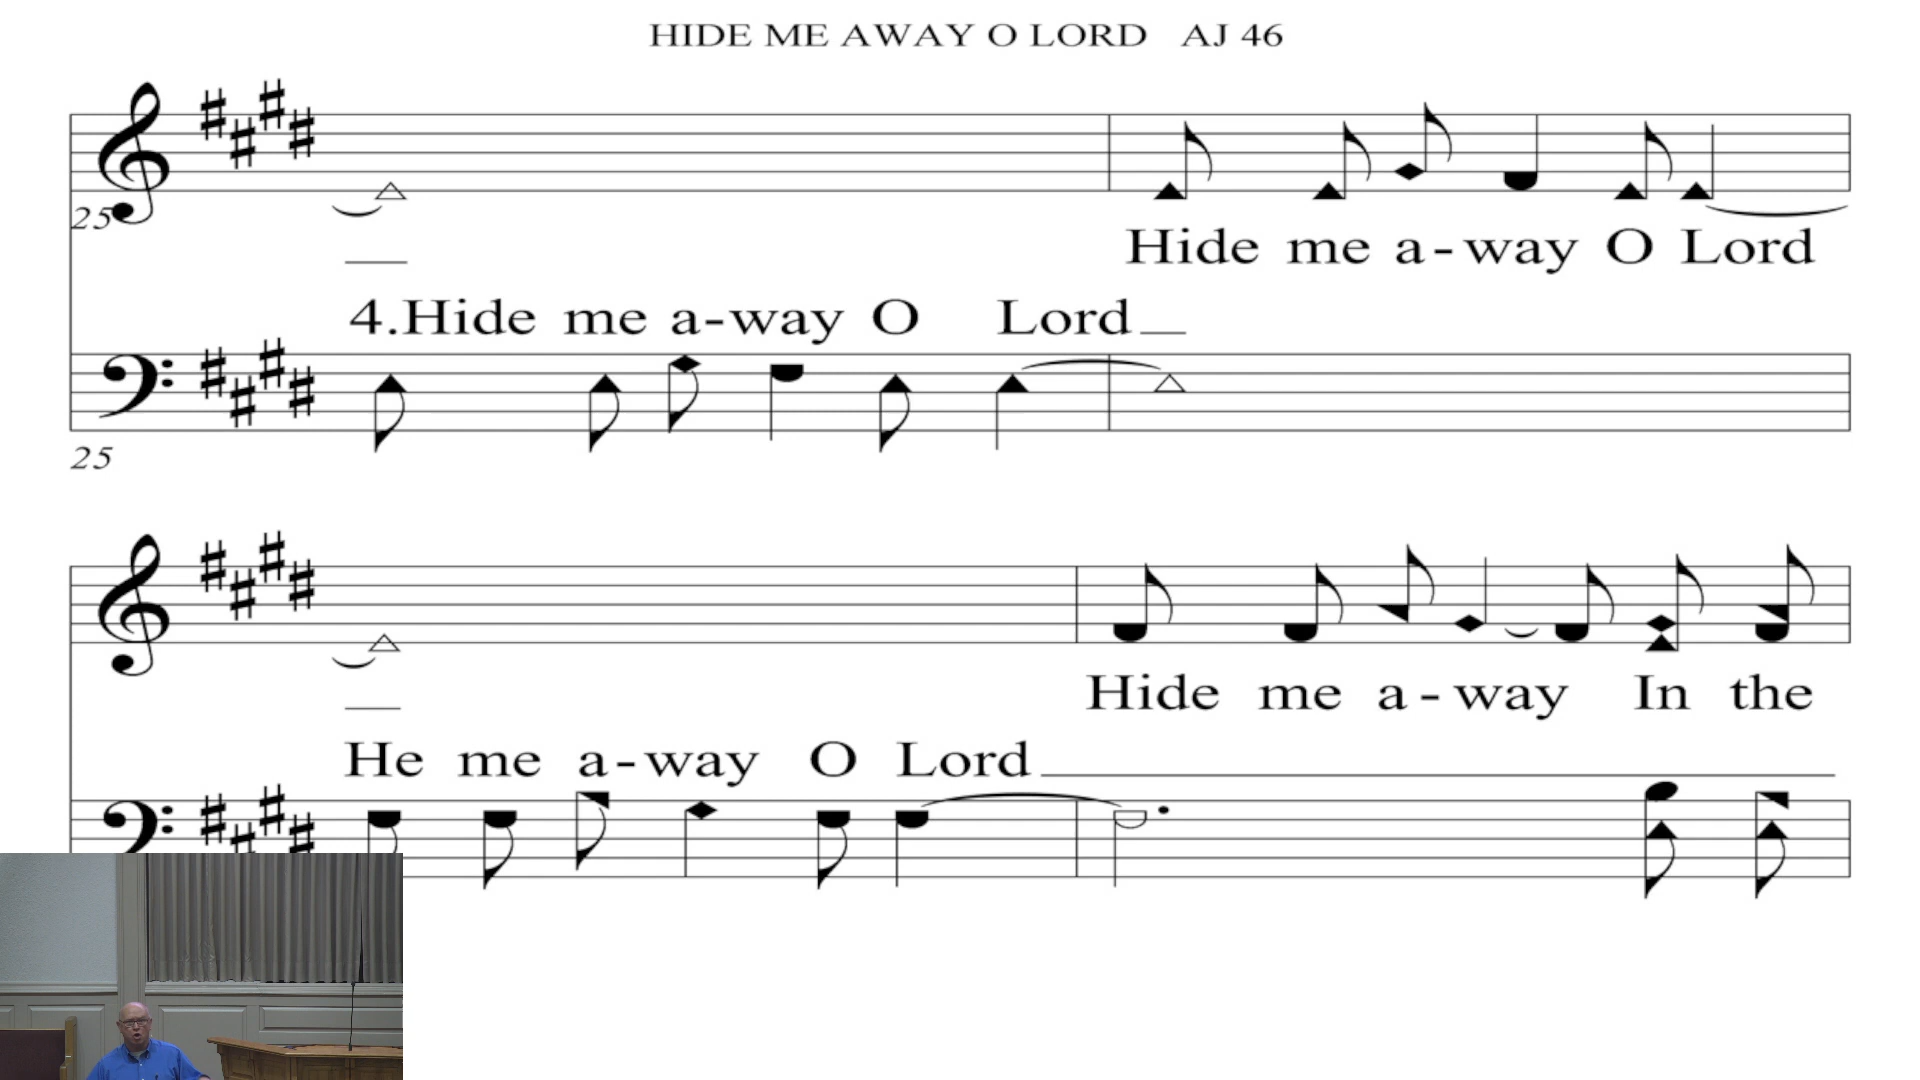 HIDE ME AWAY O LORD AJ 46
25
Hide me a-way O Lord
4.Hide me a-way O Lord
25
Hide me a-way In the
He me a-way O Lord